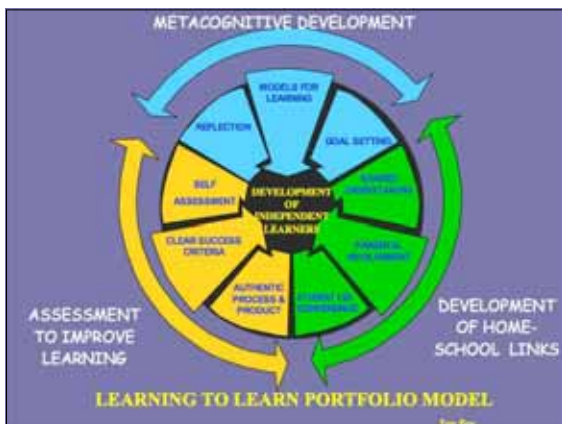 METACOGNITIVE DEVELOPMENT
MODELS FOR
LEARNING
REFLECTION
GOAL SETTING
SELF
ASSESSMENT
SHARED
UNDERSTANDING
DEVELOPMENT
OF
INDEPENDENT
LEARNERS
CLEAR SUCCESS
CRITERIA
PARENTAL
INVOLVEMENT
AUTHENTIC
PROCESS &
PRODUCT
STUDENT LED
CONFERENCE
ASSESSMENT
TO IMPROVE
LEARNING
DEVELOPMENT
OF HOME-
SCHOOL LINKS
LEARNING TO LEARN PORTFOLIO MODEL